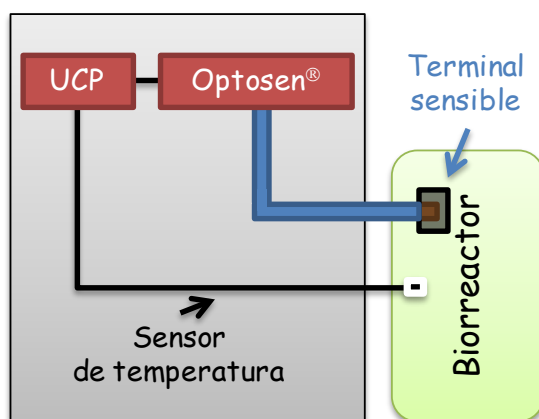 UCP
Optosen®
Terminal
sensible
Biorreactor
-
Sensor
de temperatura